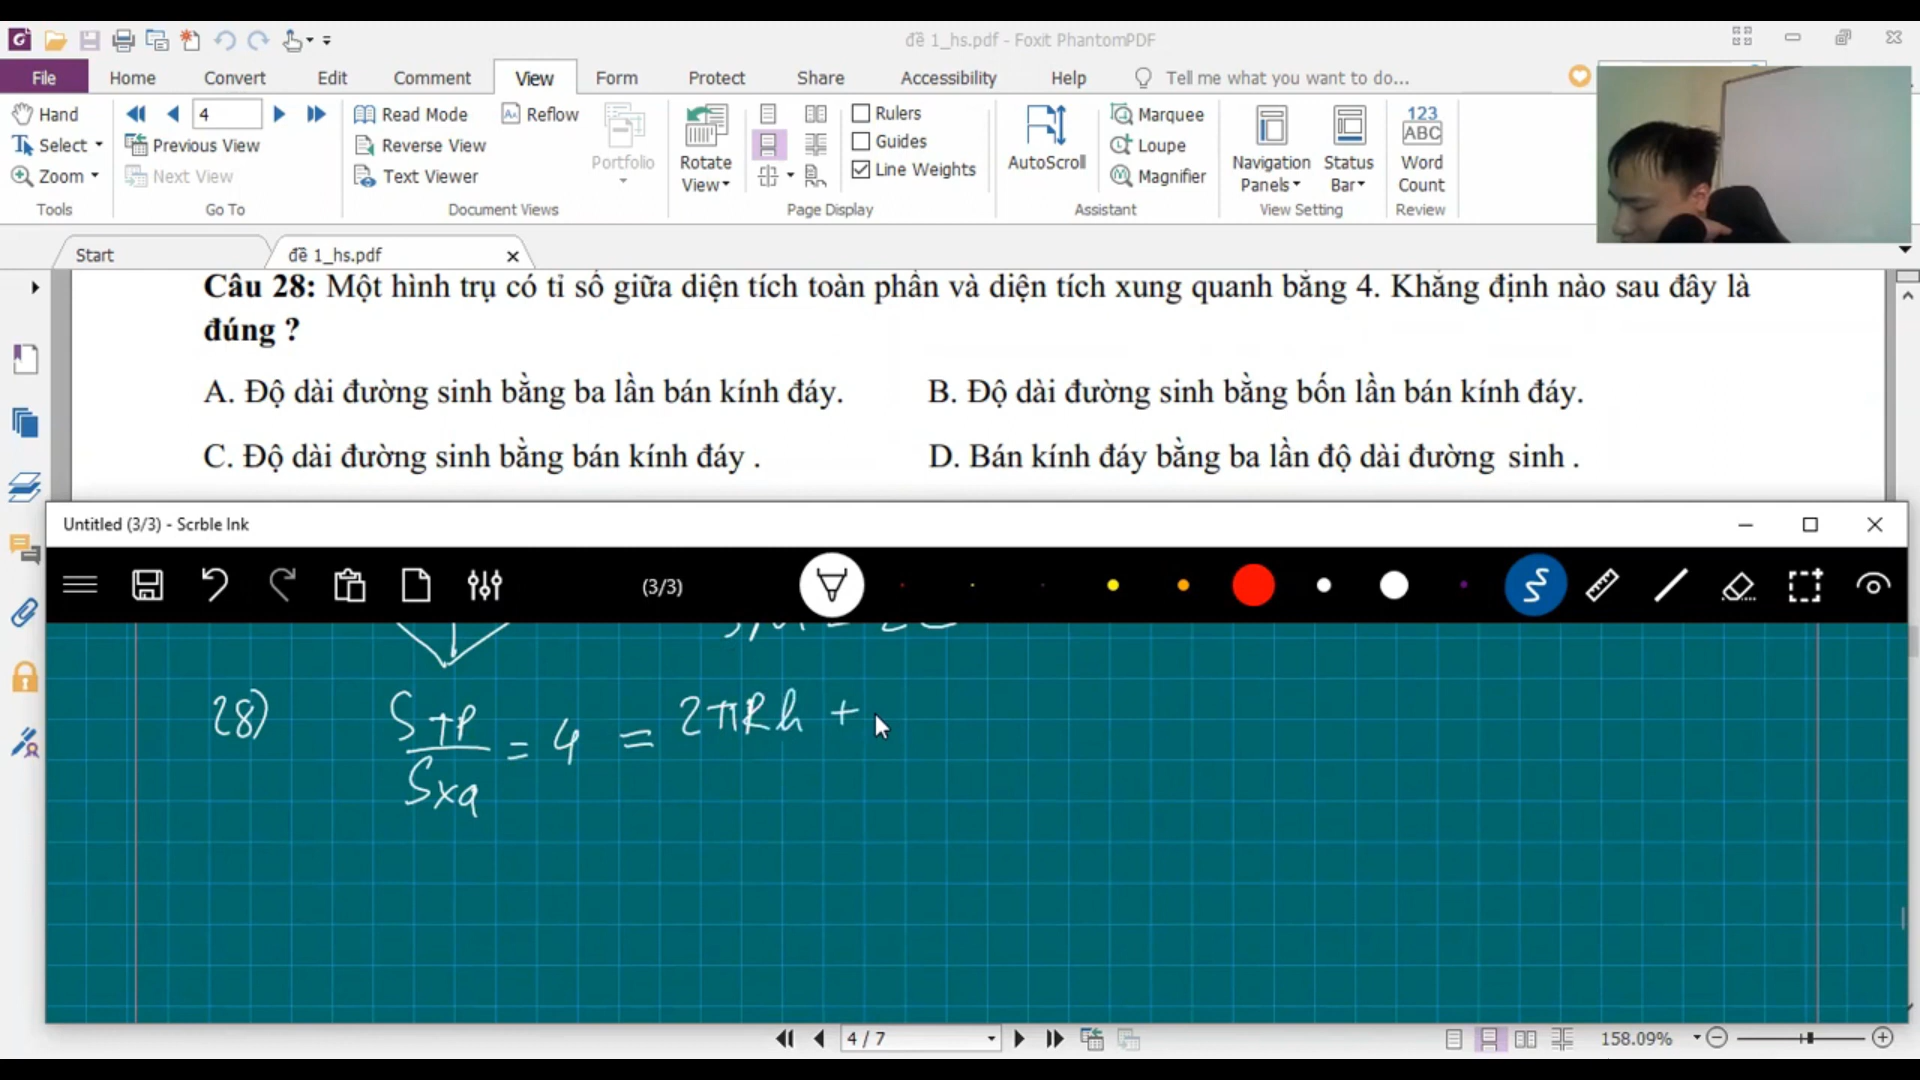 đề 1_hs.pdf - Foxit PhantomPDF
File Home Convert Edit Comment View Form Protect Share Accessibility Help Tell me what you want to do...
Hand 4 Read Mode Reflow Rulers Marquee 123
Select Previous View Reverse View Guides Loupe ABC
Zoom Next View Text Viewer Portfolio Rotate View Line Weights AutoScroll Magnifier Navigation Panels Status Bar Word Count
Tools Go To Document Views Page Display Assistant View Setting Review
Start đề 1_hs.pdf
Câu 28: Một hình trụ có tỉ số giữa diện tích toàn phần và diện tích xung quanh bằng 4. Khẳng định nào sau đây là
đúng ?
A. Độ dài đường sinh bằng ba lần bán kính đáy. B. Độ dài đường sinh bằng bốn lần bán kính đáy.
C. Độ dài đường sinh bằng bán kính đáy . D. Bán kính đáy bằng ba lần độ dài đường sinh .
Untitled (3/3) - Scrble Ink
(3/3)
28) STP = 4 = 2πRh +
Sxq
4 / 7 158.09%